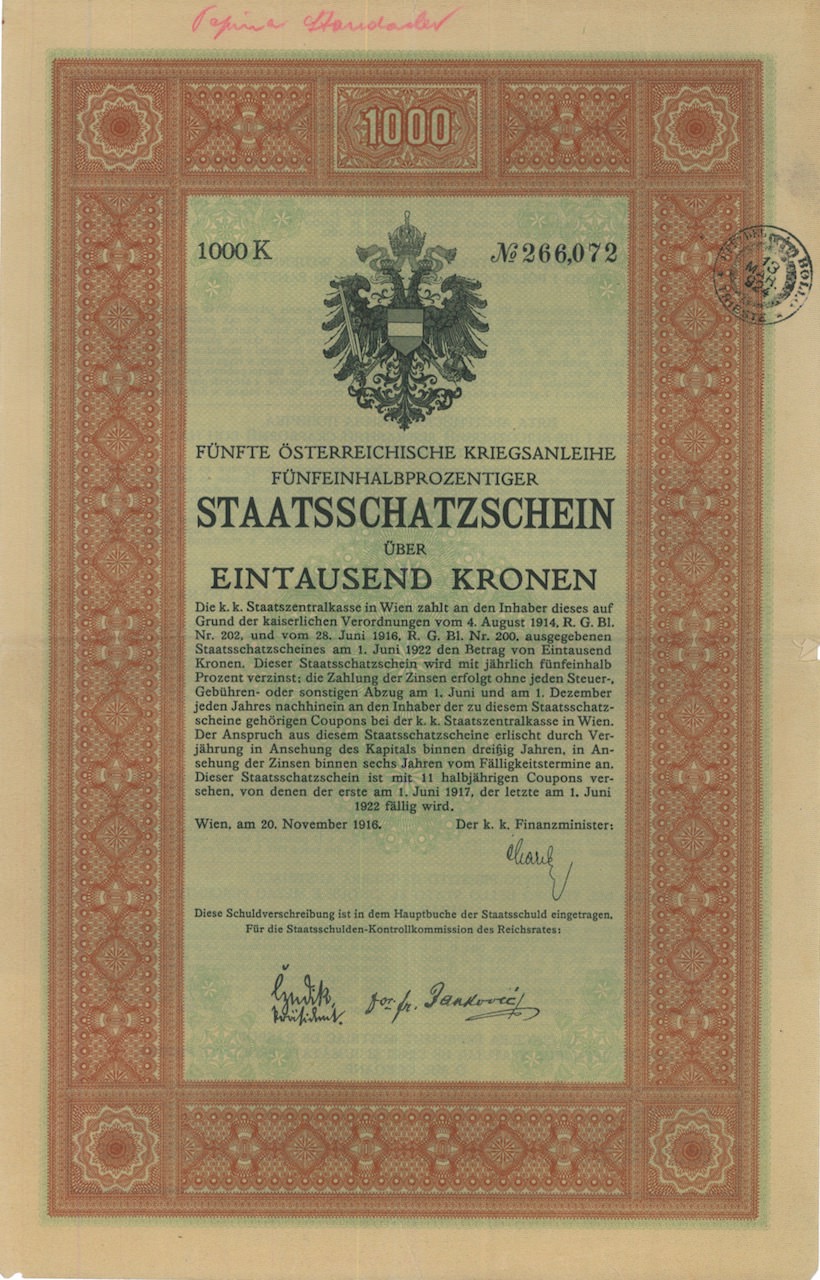 1000
1000 K
№ 266,072
13
MAR.
924
TRIESTE
BOLLO
FÜNFTE ÖSTERREICHISCHE KRIEGSANLEIHE
FÜNFEINHALBPROZENTIGER
STAATSSCHATZSCHEIN
ÜBER
EINTAUSEND KRONEN
Die k. k. Staatszentralkasse in Wien zahlt an den Inhaber dieses auf
Grund der kaiserlichen Verordnungen vom 4. August 1914, R. G. Bl.
Nr. 202, und vom 28. Juni 1916, R. G. Bl. Nr. 200, ausgegebenen
Staatsschatzscheines am 1. Juni 1922 den Betrag von Eintausend
Kronen. Dieser Staatsschatzschein wird mit jährlich fünfeinhalb
Prozent verzinst; die Zahlung der Zinsen erfolgt ohne jeden Steuer-,
Gebühren- oder sonstigen Abzug am 1. Juni und am 1. Dezember
jeden Jahres nachhinein an den Inhaber der zu diesem Staatsschatz-
scheine gehörigen Coupons bei der k. k. Staatszentralkasse in Wien.
Der Anspruch aus diesem Staatsschatzscheine erlischt durch Ver-
jährung in Ansehung des Kapitals binnen dreißig Jahren, in An-
sehung der Zinsen binnen sechs Jahren vom Fälligkeitstermine an.
Dieser Staatsschatzschein ist mit 11 halbjährigen Coupons ver-
sehen, von denen der erste am 1. Juni 1917, der letzte am 1. Juni
1922 fällig wird.
Wien, am 20. November 1916. Der k. k. Finanzminister:
Diese Schuldverschreibung ist in dem Hauptbuche der Staatsschuld eingetragen.
Für die Staatsschulden-Kontrollkommission des Reichsrates:
Präsident.
Dor. fr. Janković